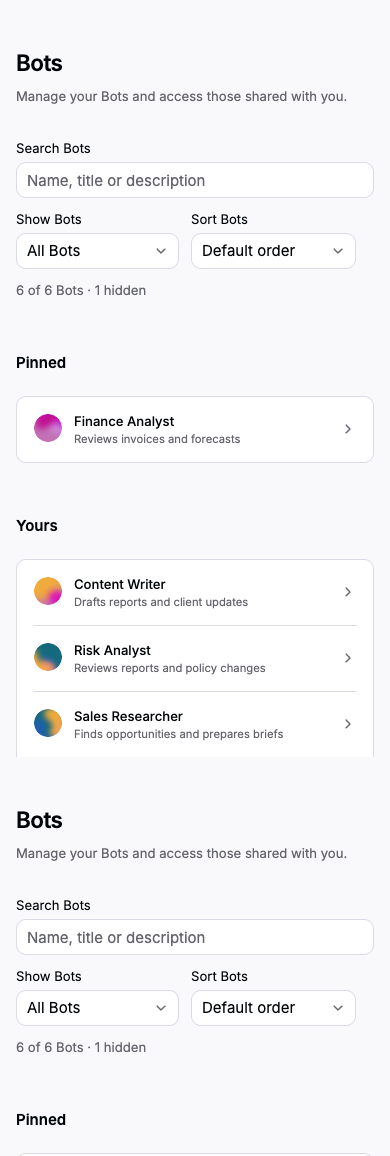 Bots
Manage your Bots and access those shared with you.
Search Bots
Name, title or description
Show Bots
Sort Bots
All Bots
Default order
6 of 6 Bots · 1 hidden
Pinned
Finance Analyst
Reviews invoices and forecasts
Yours
Content Writer
Drafts reports and client updates
Risk Analyst
Reviews reports and policy changes
Sales Researcher
Finds opportunities and prepares briefs
Bots
Manage your Bots and access those shared with you.
Search Bots
Name, title or description
Show Bots
Sort Bots
All Bots
Default order
6 of 6 Bots · 1 hidden
Pinned